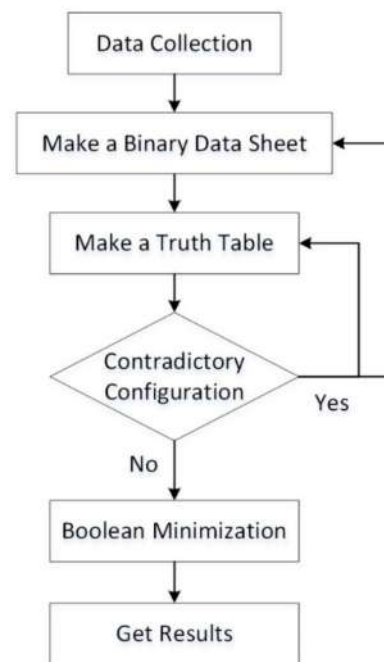 Data Collection
Make a Binary Data Sheet
Make a Truth Table
Contradictory
Configuration
Yes
No
Boolean Minimization
Get Results